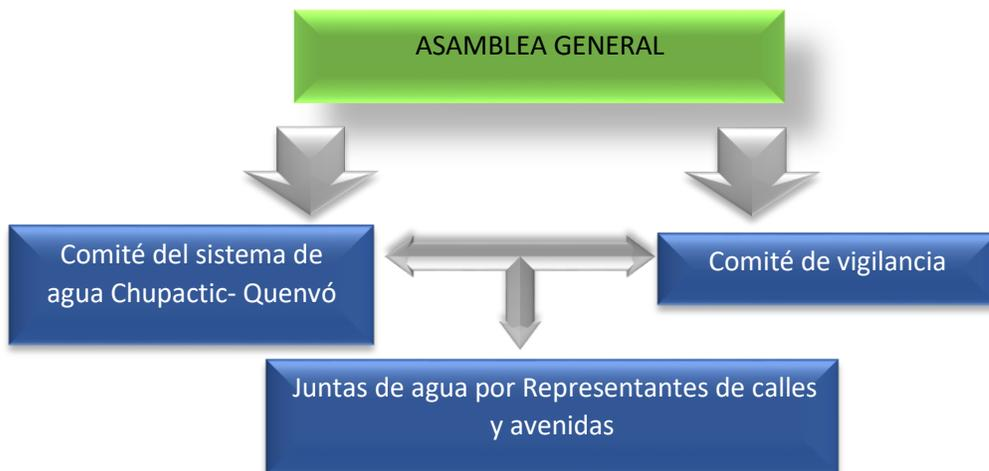 ASAMBLEA GENERAL
Comité del sistema de
agua Chupactic- Quenvó
Comité de vigilancia
Juntas de agua por Representantes de calles
y avenidas